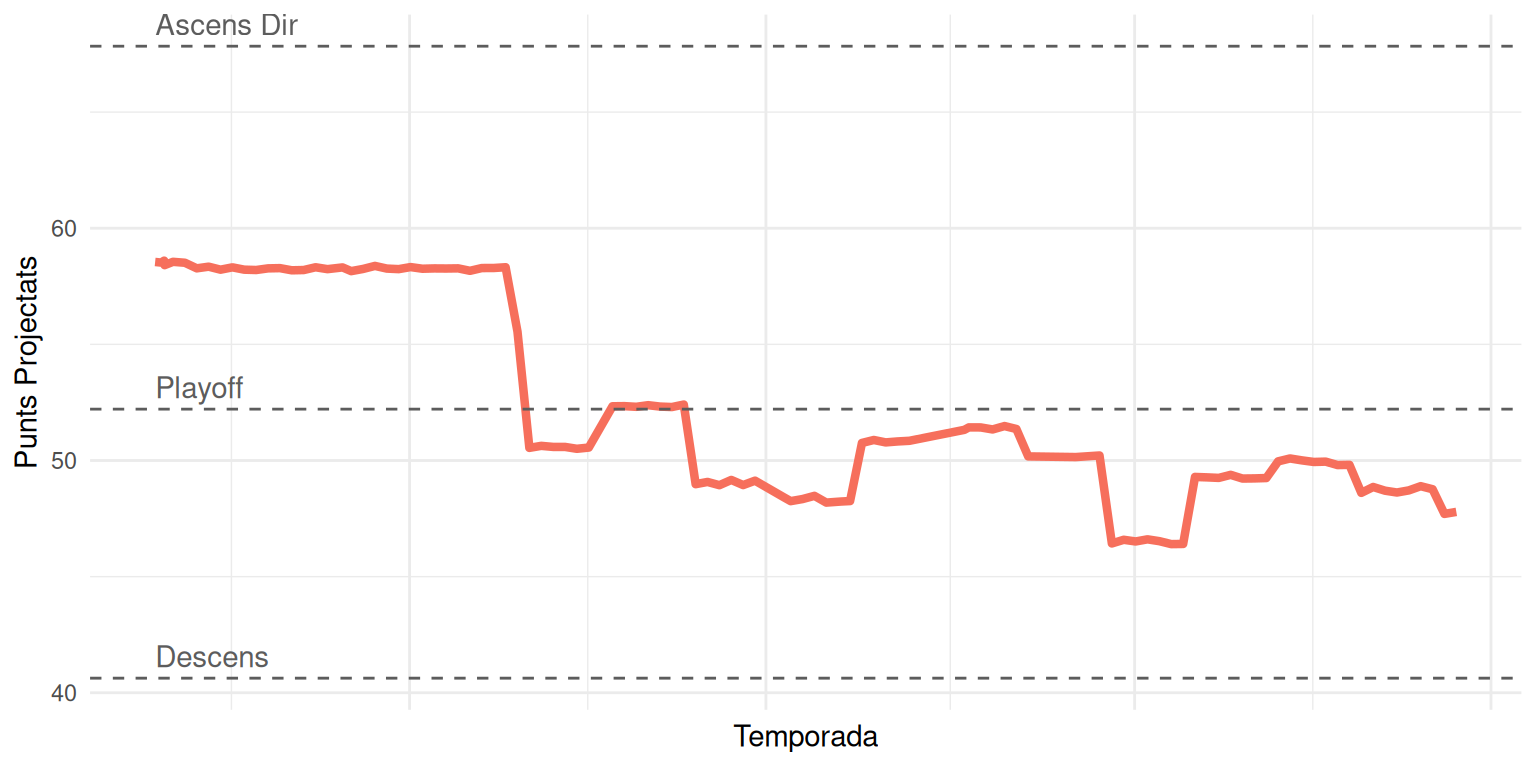 Ascens Dir
60
Playoff
50
Descens
40
Punts Projectats
Temporada